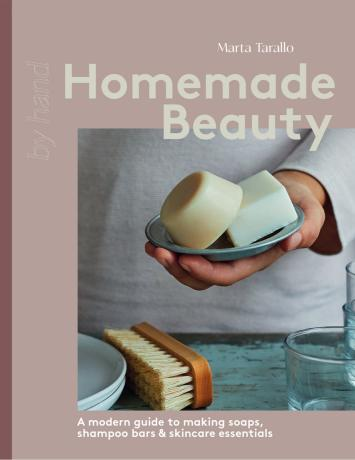 Marta Tarallo
by hand
Homemade
Beauty
A modern guide to making soaps,
shampoo bars & skincare essentials